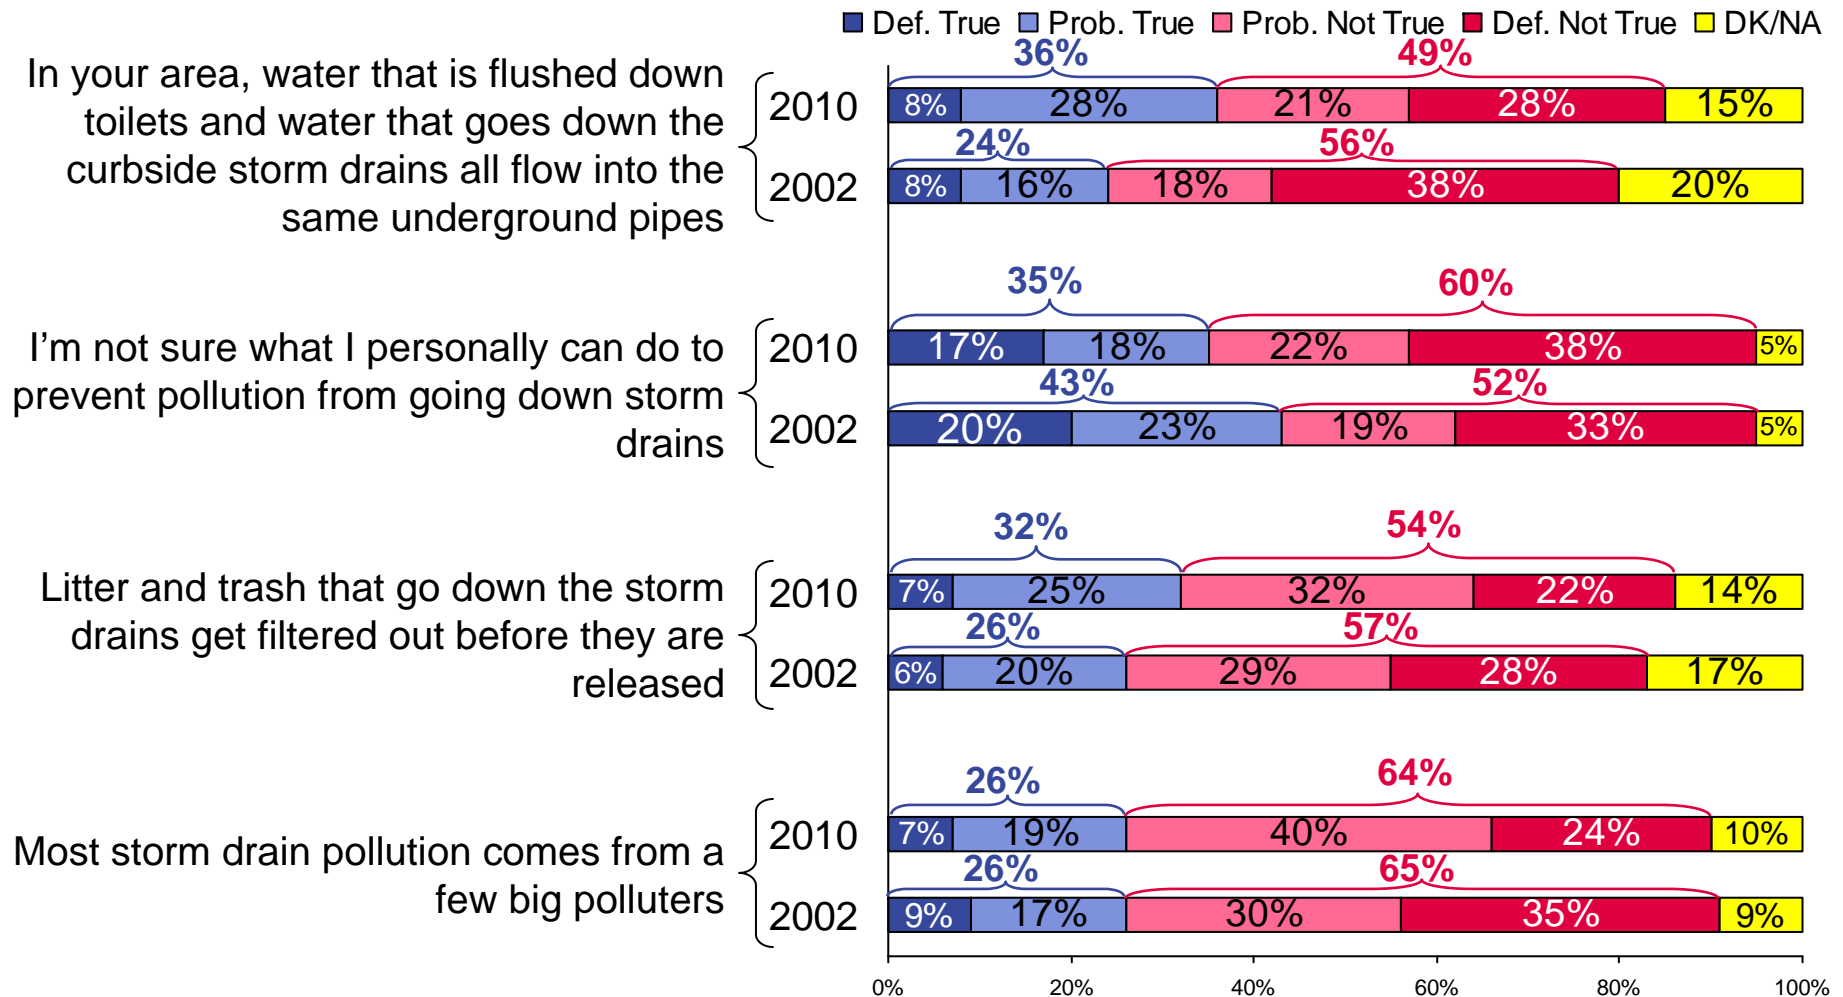 Def. True Prob. True Prob. Not True Def. Not True DK/NA
In your area, water that is flushed down
toilets and water that goes down the
curbside storm drains all flow into the
same underground pipes
36% 49%
2010 8% 28% 21% 28% 15%
24% 56%
2002 8% 16% 18% 38% 20%
I'm not sure what I personally can do to
prevent pollution from going down storm
drains
35% 60%
2010 17% 18% 22% 38% 5%
43% 52%
2002 20% 23% 19% 33% 5%
Litter and trash that go down the storm
drains get filtered out before they are
released
32% 54%
2010 7% 25% 32% 22% 14%
26% 57%
2002 6% 20% 29% 28% 17%
Most storm drain pollution comes from a
few big polluters
26% 64%
2010 7% 19% 40% 24% 10%
26% 65%
2002 9% 17% 30% 35% 9%
0% 20% 40% 60% 80% 100%